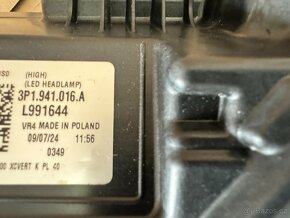 (HIGH)
(LED HEADLAMP)
3P1.941.016.A
L991644
VR4 MADE IN POLAND
09/07/24 11:56
0349
00 XCVERT K PL 40